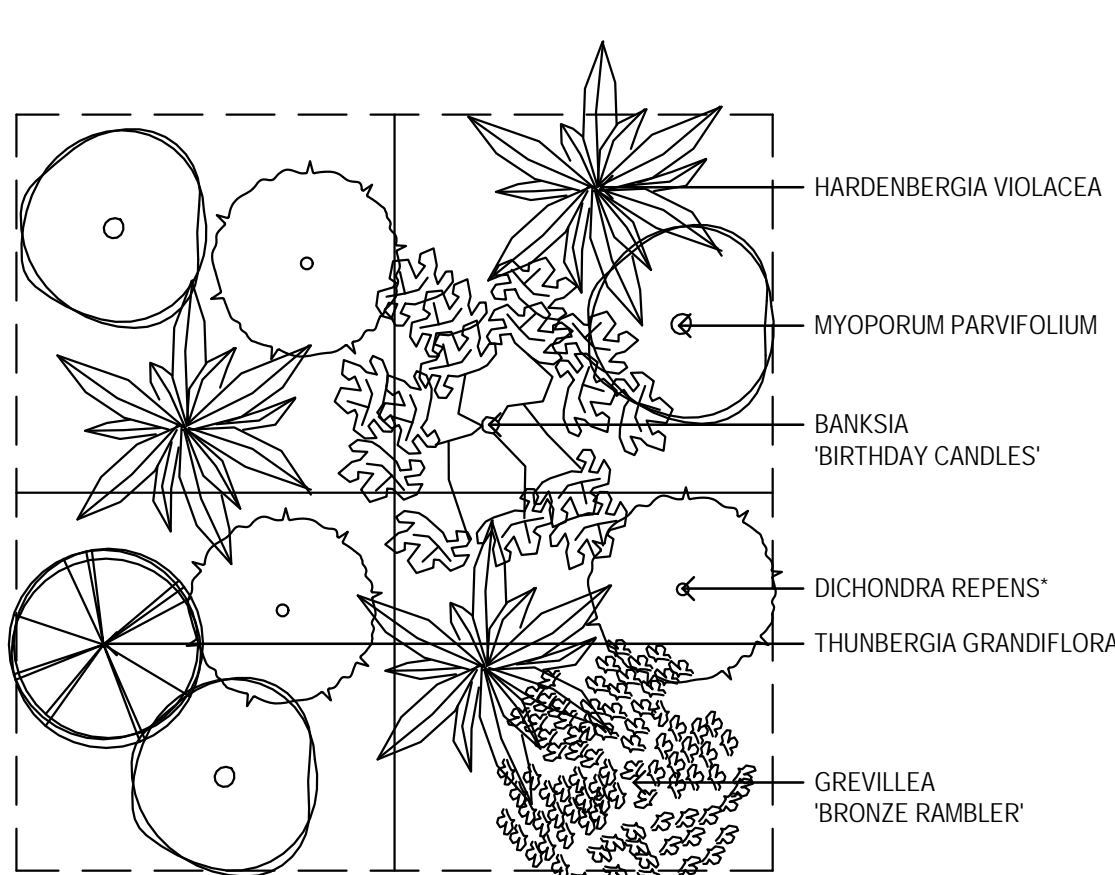 HARDENBERGIA VIOLACEA
MYOPORUM PARVIFOLIUM
BANKSIA
'BIRTHDAY CANDLES'
DICHONDRA REPENS*
THUNBERGIA GRANDIFLORA
GREVILLEA
'BRONZE RAMBLER'